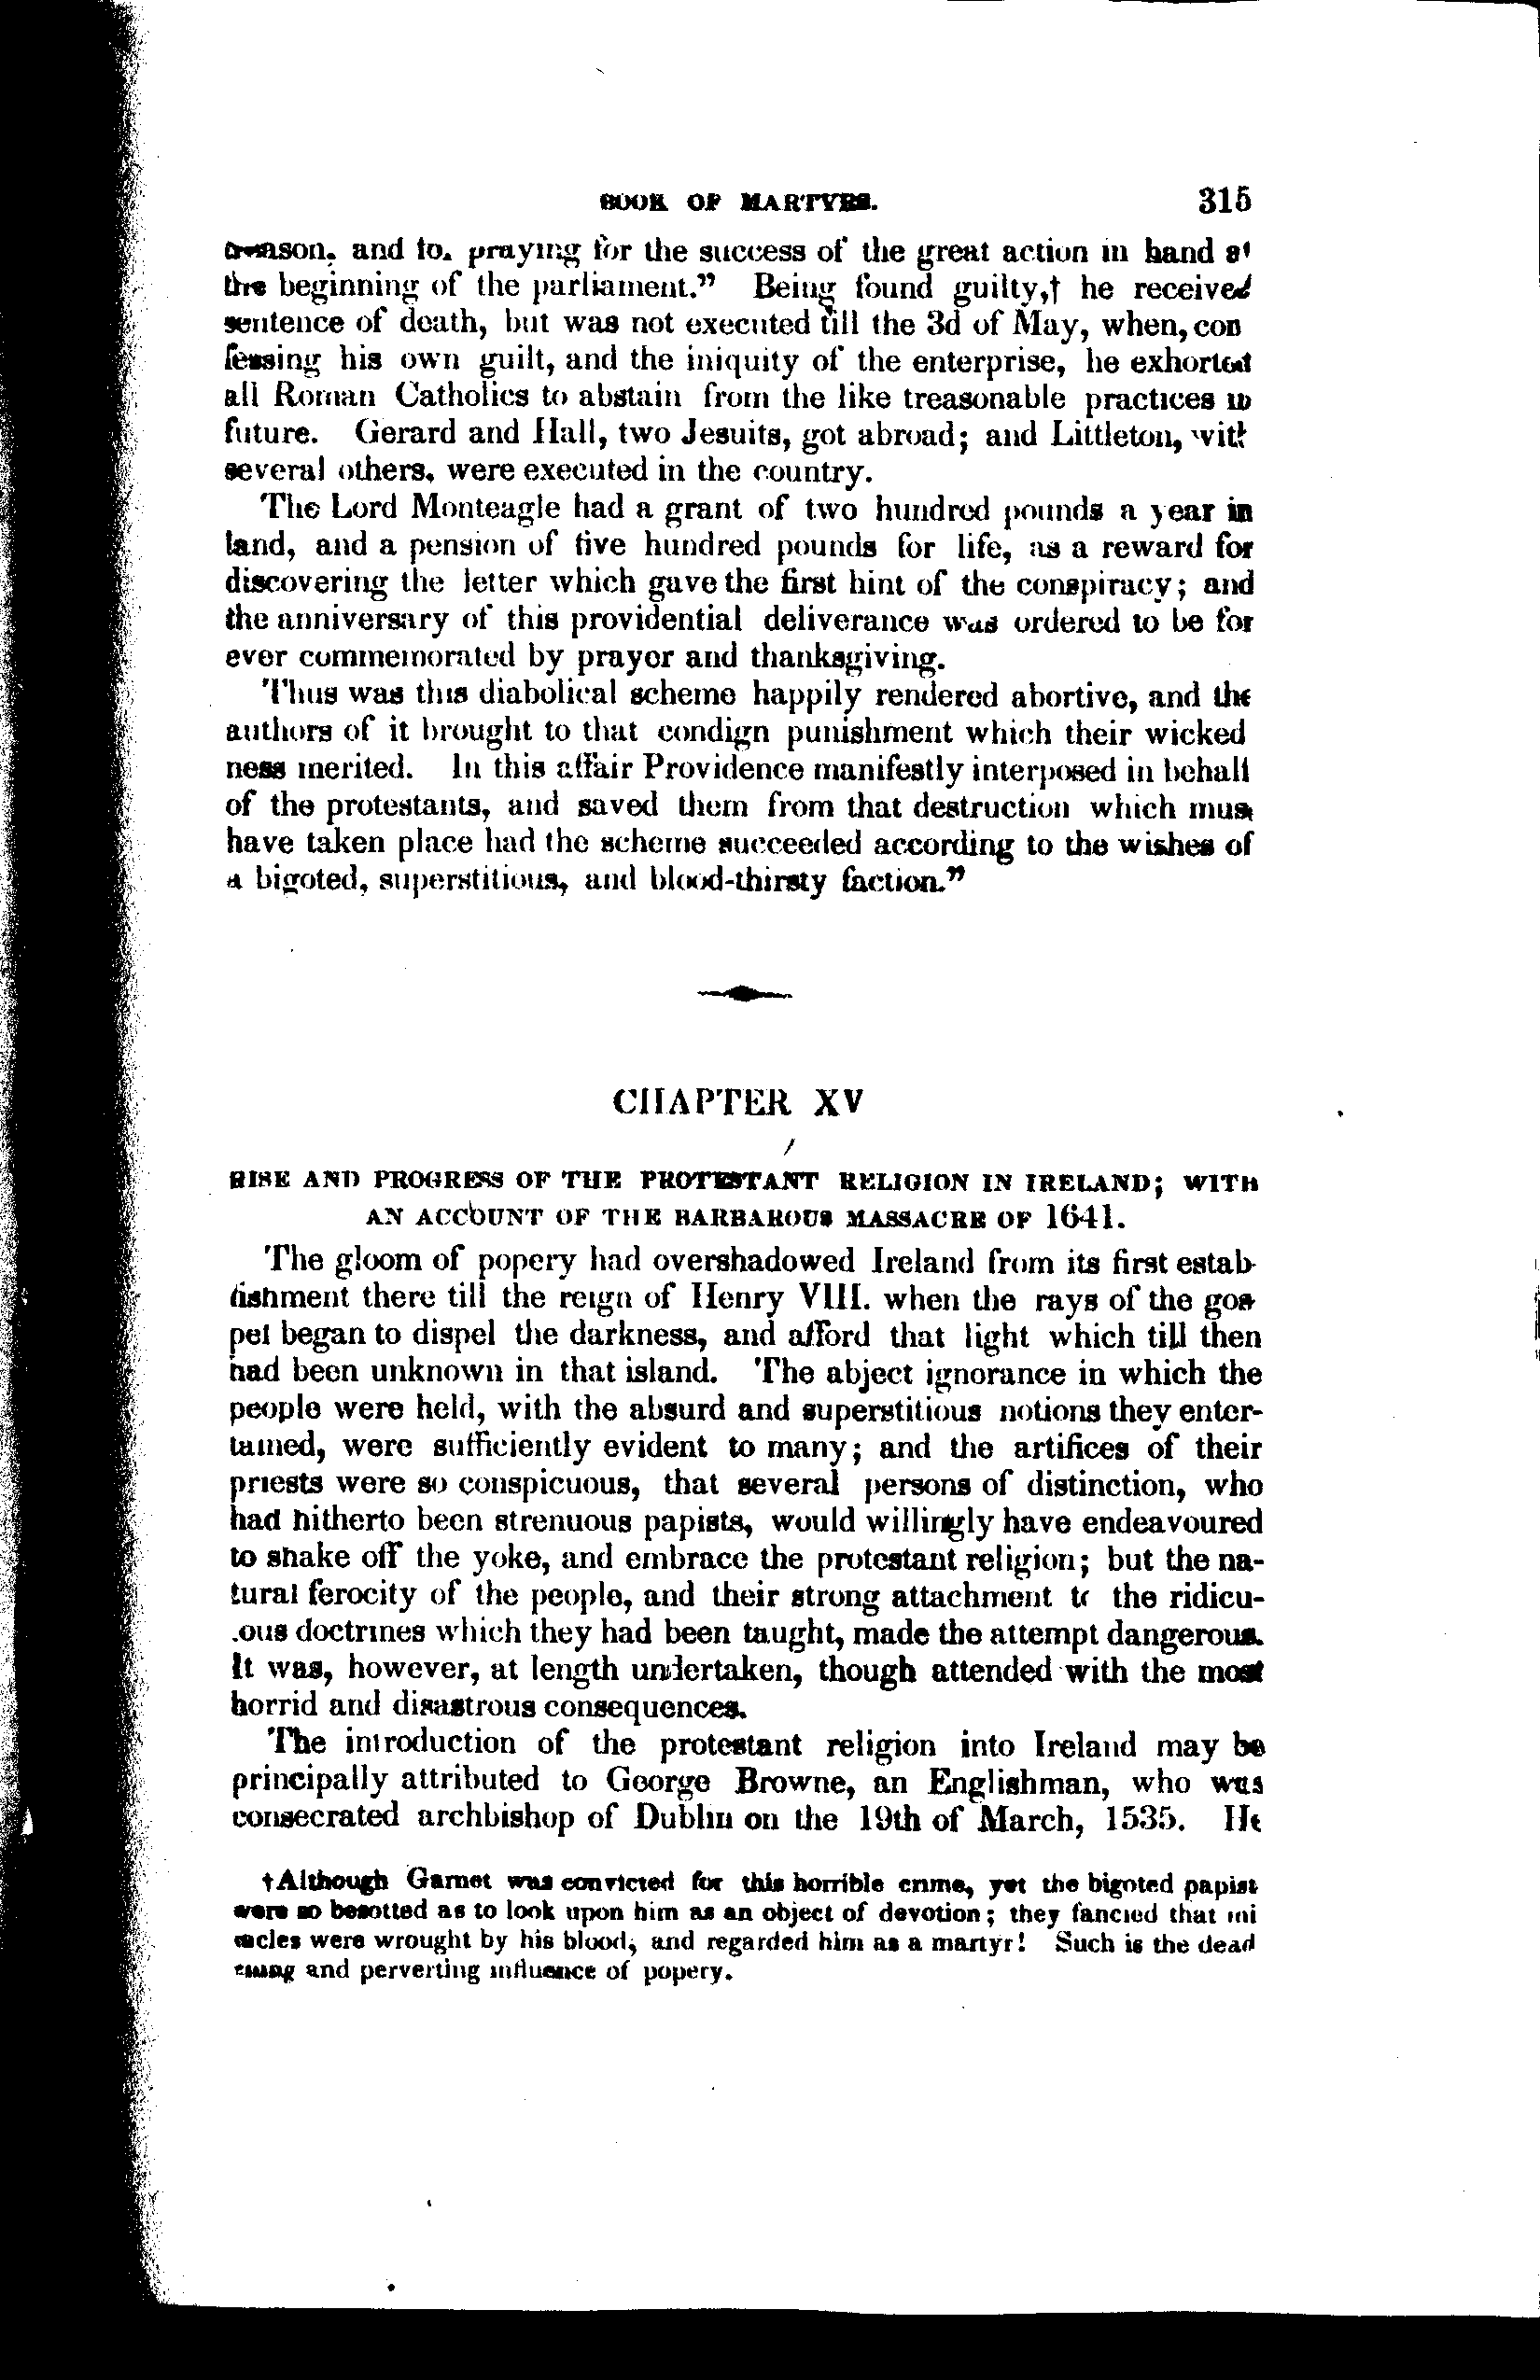 BOOK OF MARTYRS. 315
treason, and to. praying for the success of the great action in hand at
the beginning of the parliament." Being found guilty,† he received
sentence of death, but was not executed till the 3d of May, when, con
fessing his own guilt, and the iniquity of the enterprise, he exhorted
all Roman Catholics to abstain from the like treasonable practices in
future. Gerard and Hall, two Jesuits, got abroad; and Littleton, with
several others, were executed in the country.
The Lord Monteagle had a grant of two hundred pounds a year in
land, and a pension of five hundred pounds for life, as a reward for
discovering the letter which gave the first hint of the conspiracy; and
the anniversary of this providential deliverance was ordered to be for
ever commemorated by prayer and thanksgiving.
Thus was this diabolical scheme happily rendered abortive, and the
authors of it brought to that condign punishment which their wicked
ness merited. In this affair Providence manifestly interposed in behalf
of the protestants, and saved them from that destruction which must
have taken place had the scheme succeeded according to the wishes of
a bigoted, superstitious, and blood-thirsty faction."
CHAPTER XV
RISE AND PROGRESS OF THE PROTESTANT RELIGION IN IRELAND; WITH
AN ACCOUNT OF THE BARBAROUS MASSACRE OF 1641.
The gloom of popery had overshadowed Ireland from its first estab-
lishment there till the reign of Henry VIII. when the rays of the gos-
pel began to dispel the darkness, and afford that light which till then
had been unknown in that island. The abject ignorance in which the
people were held, with the absurd and superstitious notions they enter-
tained, were sufficiently evident to many; and the artifices of their
priests were so conspicuous, that several persons of distinction, who
had hitherto been strenuous papists, would willingly have endeavoured
to shake off the yoke, and embrace the protestant religion; but the na-
tural ferocity of the people, and their strong attachment to the ridicu-
lous doctrines which they had been taught, made the attempt dangerous.
It was, however, at length undertaken, though attended with the most
horrid and disastrous consequences.
The introduction of the protestant religion into Ireland may be
principally attributed to George Browne, an Englishman, who was
consecrated archbishop of Dublin on the 19th of March, 1535. He
†Although Garnet was convicted for this horrible crime, yet the bigoted papist
were so besotted as to look upon him as an object of devotion; they fancied that mi
racles were wrought by his blood, and regarded him as a martyr! Such is the dead
ening and perverting influence of popery.